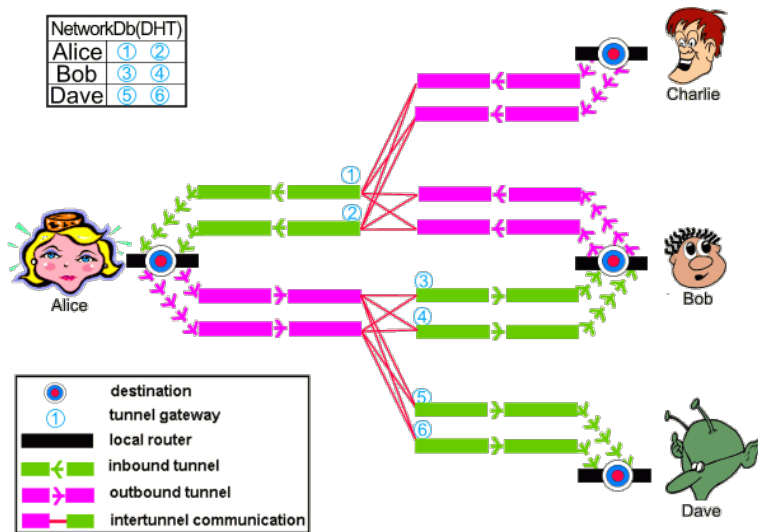 NetworkDb(DHT)
Alice 1 2
Bob 3 4
Dave 5 6
Charlie
1
2
Alice
Bob
3
4
5
6
Dave
destination
1 tunnel gateway
local router
inbound tunnel
outbound tunnel
intertunnel communication